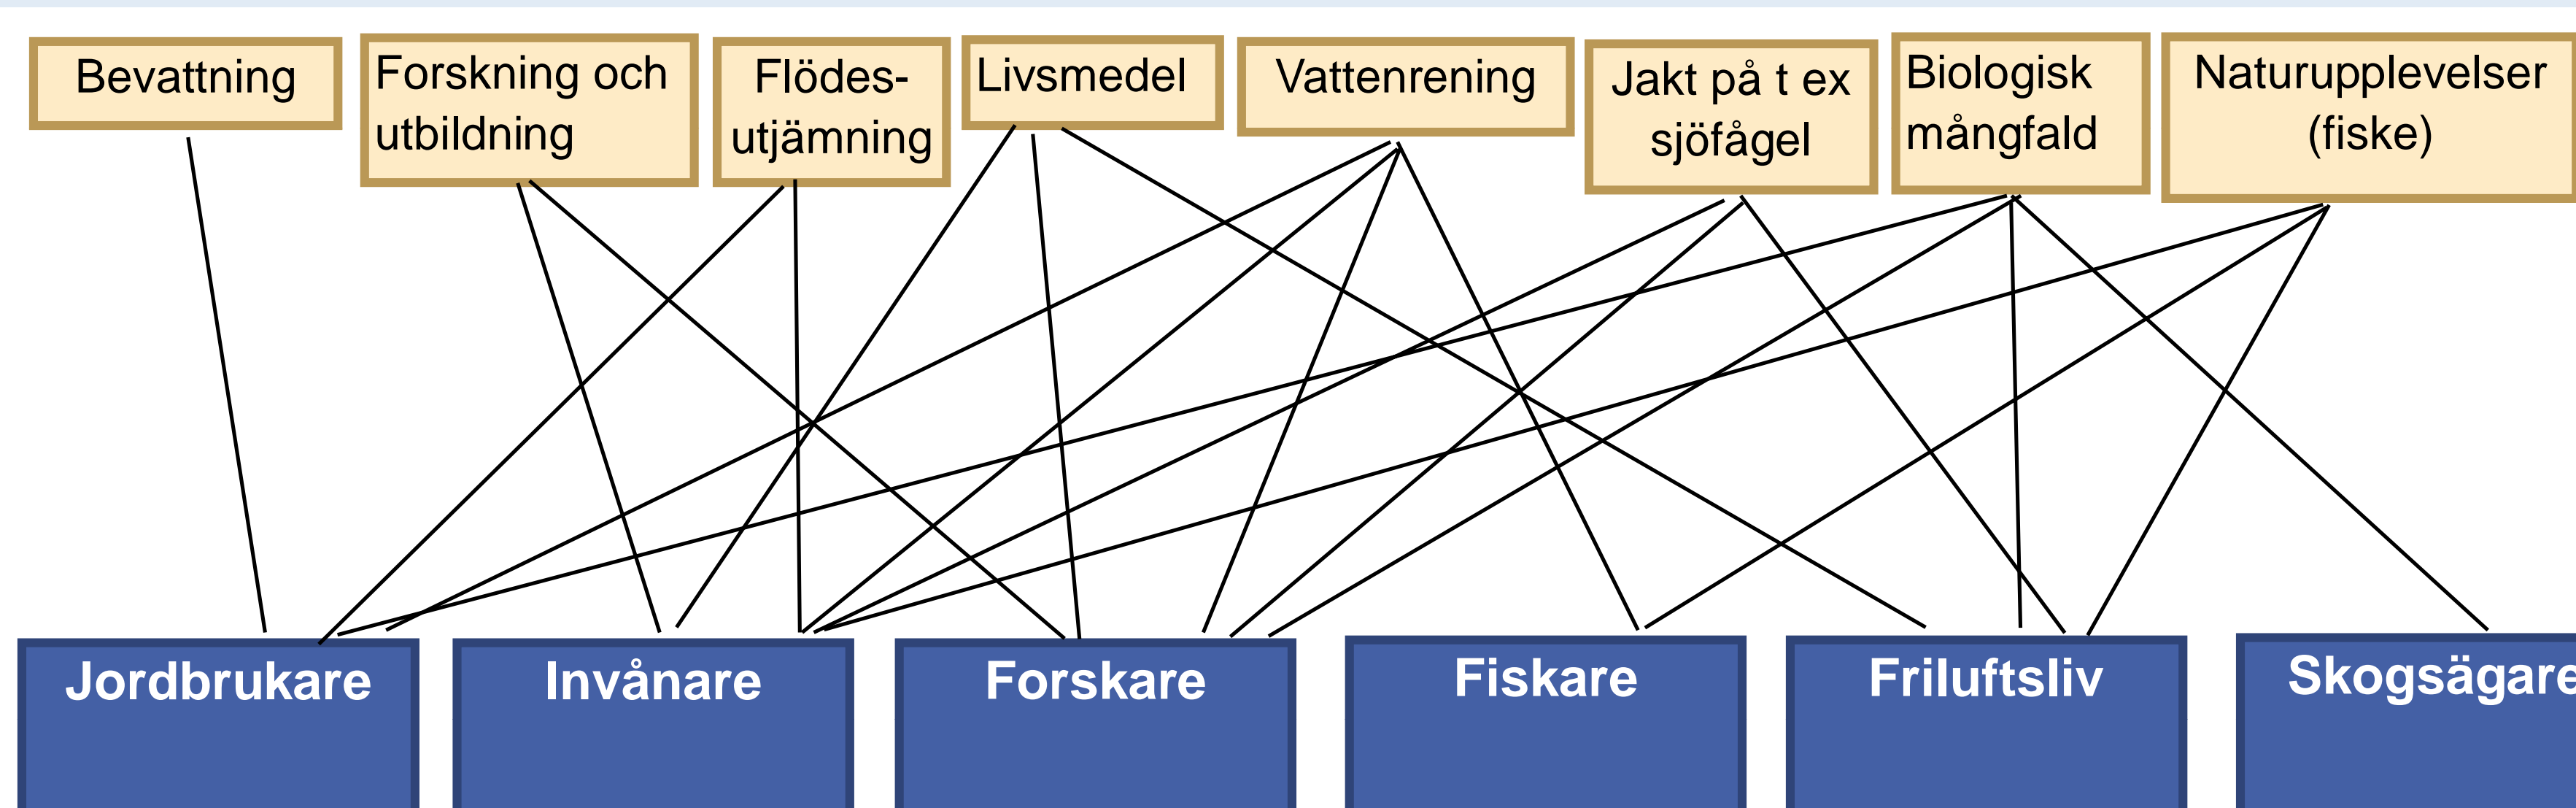 Bevattning
Forskning och
utbildning
Flödes-
utjämning
Livsmedel
Vattenrening
Jakt på t ex
sjöfågel
Biologisk
mångfald
Naturupplevelser
(fiske)
Jordbrukare
Invånare
Forskare
Fiskare
Friluftsliv
Skogsägare